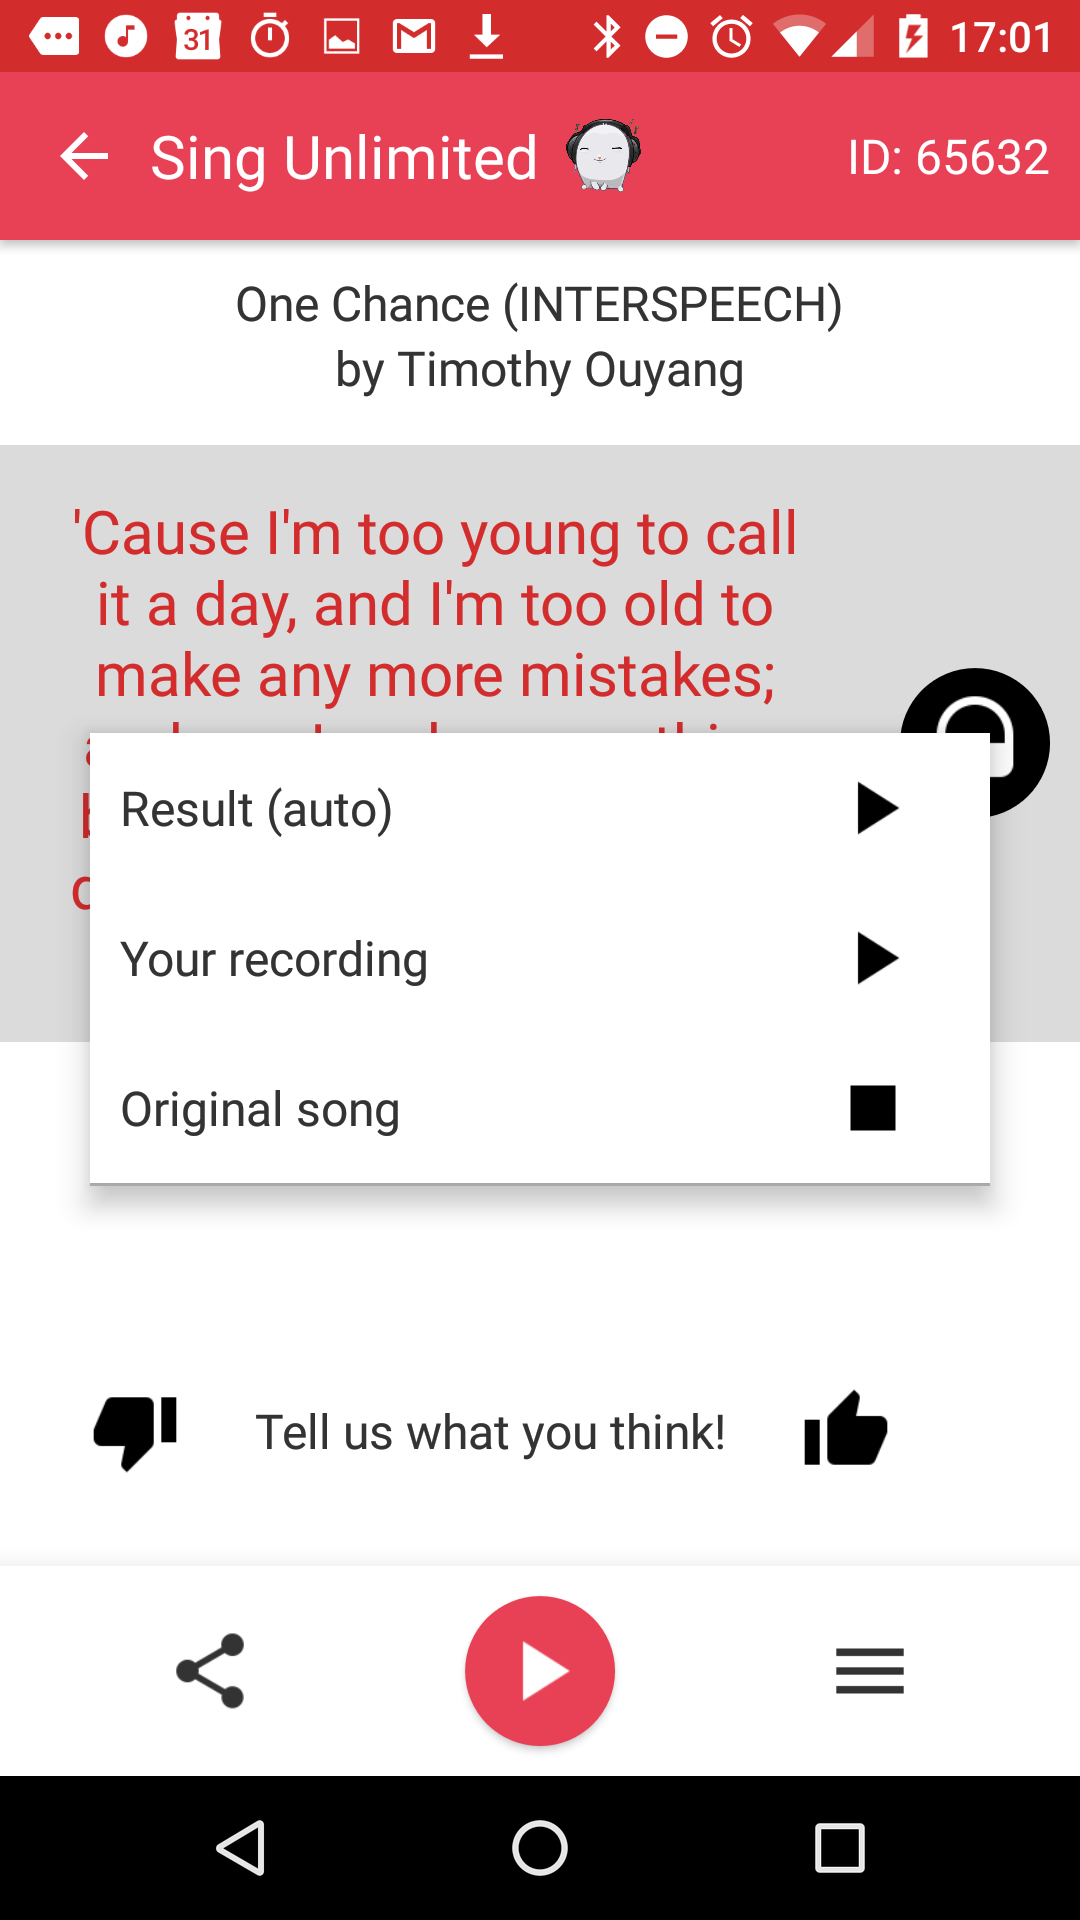 31
17:01
Sing Unlimited
ID: 65632
One Chance (INTERSPEECH)
by Timothy Ouyang
'Cause I'm too young to call
it a day, and I'm too old to
make any more mistakes;
Result (auto)
Your recording
Original song
Tell us what you think!